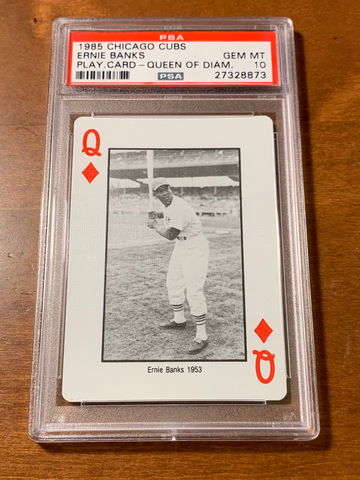 PSA
1985 CHICAGO CUBS
ERNIE BANKS GEM MT
PLAY.CARD-QUEEN OF DIAM. 10
PSA 27328873
Q
Ernie Banks 1953
Q